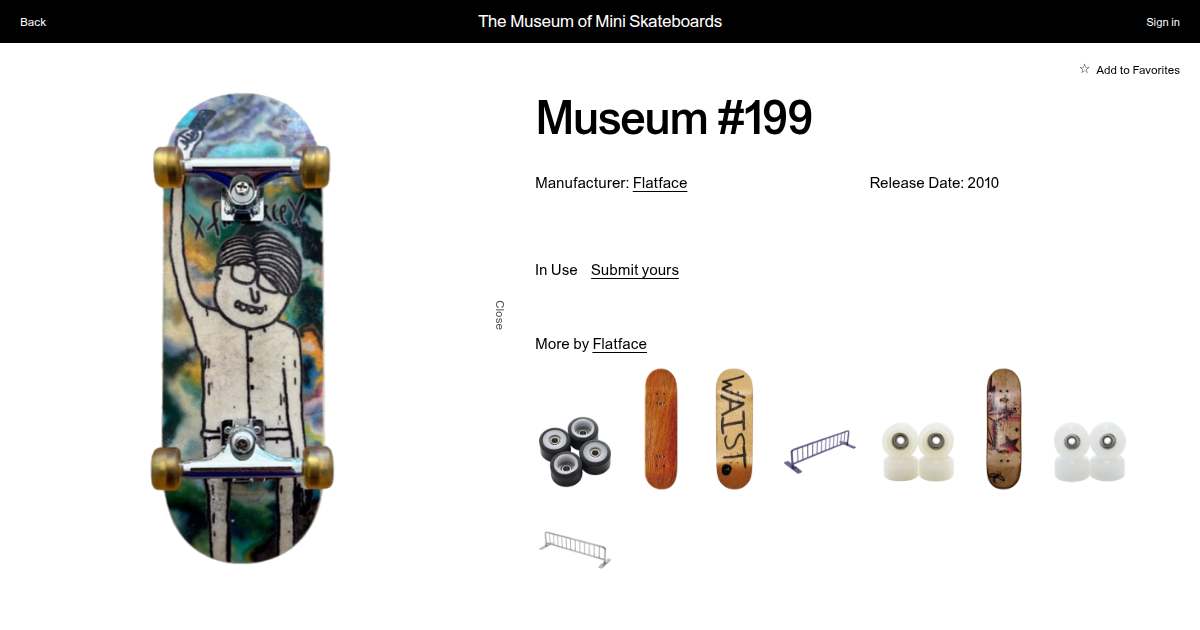 Back
The Museum of Mini Skateboards
Sign in
☆ Add to Favorites
Museum #199
Manufacturer: Flatface
Release Date: 2010
In Use Submit yours
Close
More by Flatface
WAIST.